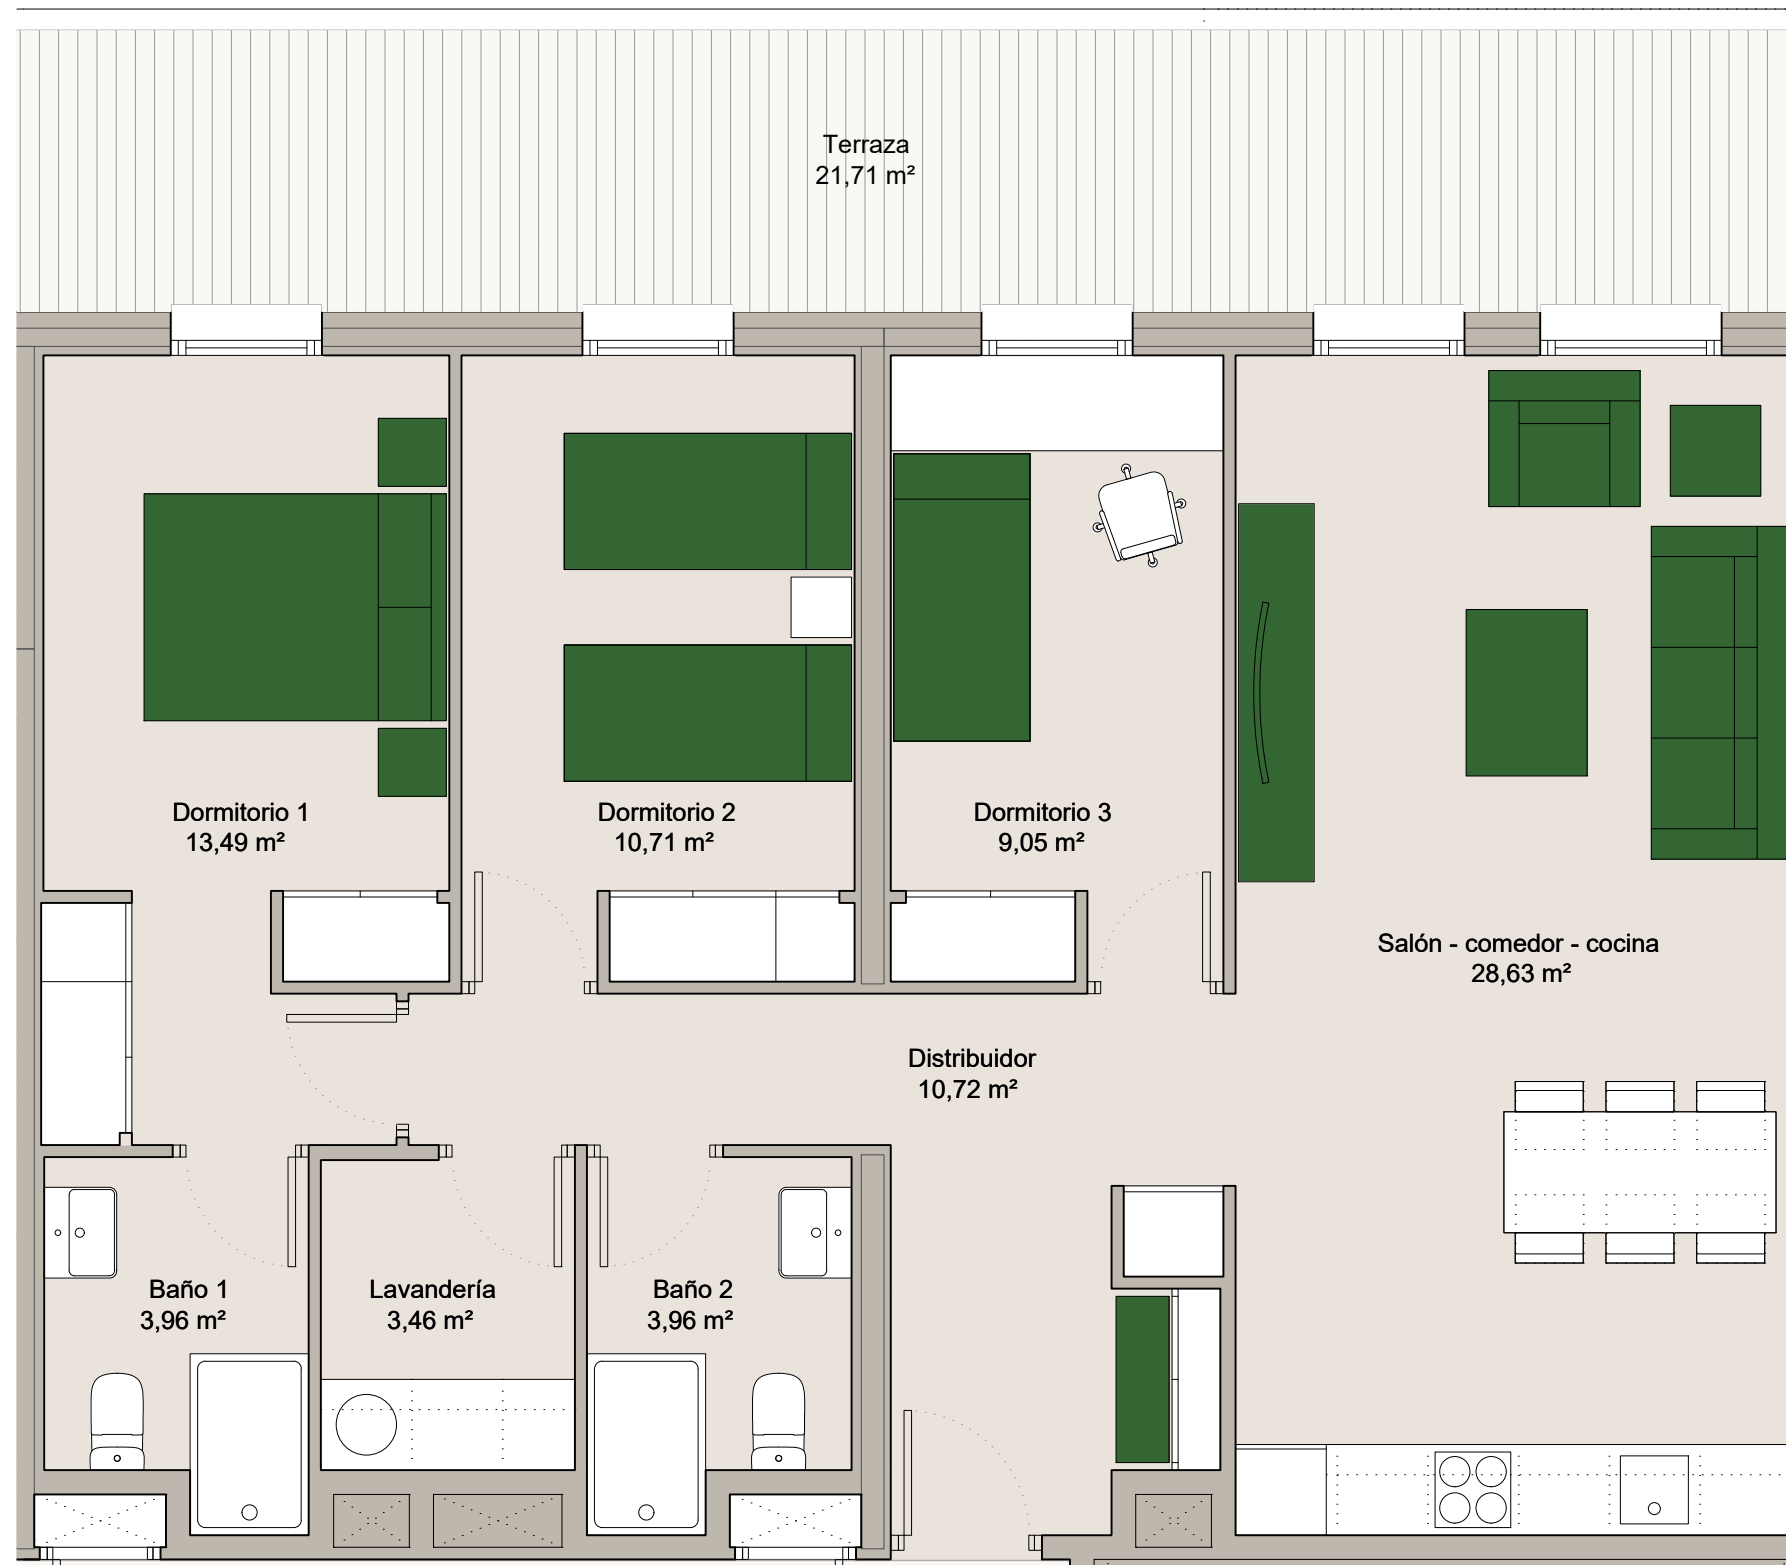 Terraza
21,71 m²
Dormitorio 1
13,49 m²
Dormitorio 2
10,71 m²
Dormitorio 3
9,05 m²
Salón - comedor - cocina
28,63 m²
Distribuidor
10,72 m²
Baño 1
3,96 m²
Lavandería
3,46 m²
Baño 2
3,96 m²